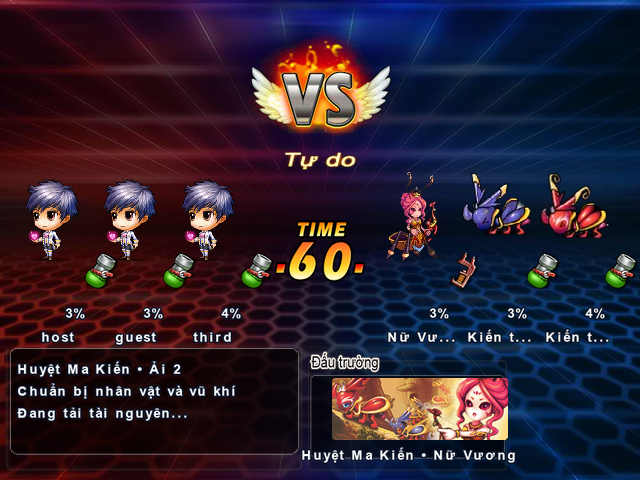 VS
Tự do
TIME
60
3% 3% 4% 3% 3% 4%
host guest third Nữ Vư... Kiến t... Kiến t...
Huyệt Ma Kiến • Ải 2
Chuẩn bị nhân vật và vũ khí
Đang tải tài nguyên...
Đấu trường
Huyệt Ma Kiến • Nữ Vương